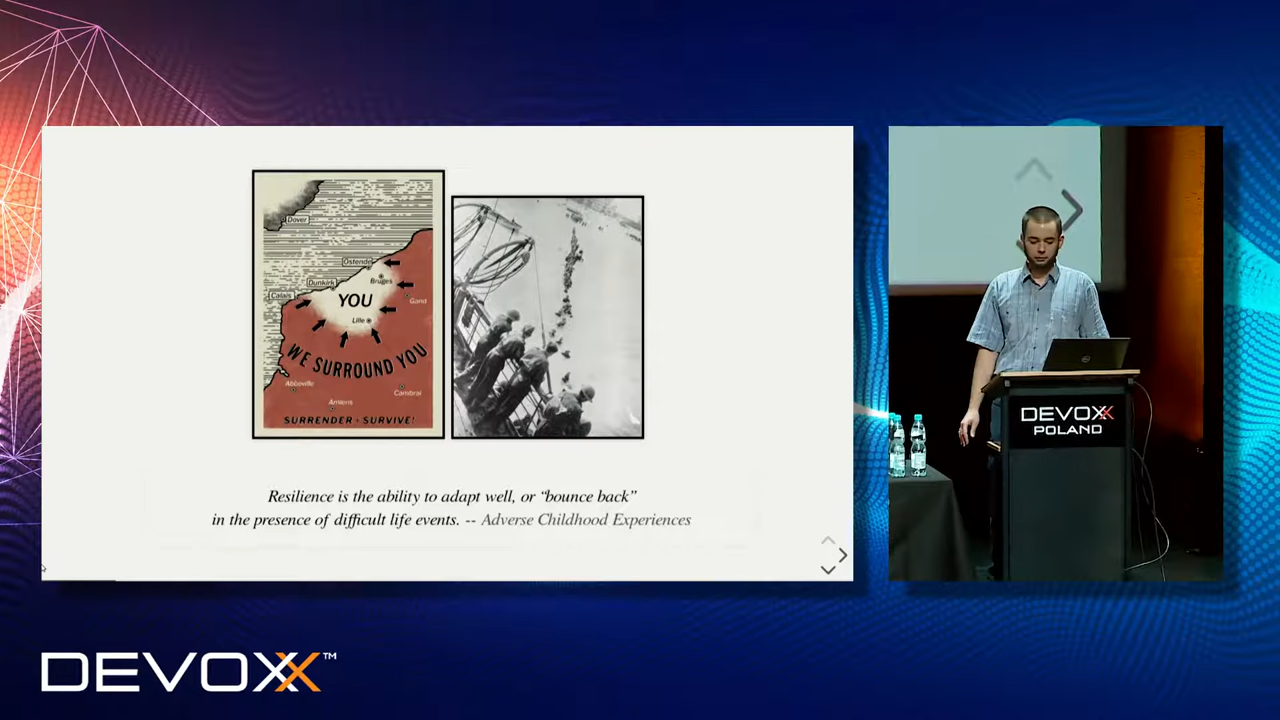 Dover
Ostende
Dunkirk
Bruges
Calais
YOU
Gand
Lille
WE SURROUND YOU
Abbeville
Cambrai
Amiens
SURRENDER + SURVIVE!
Resilience is the ability to adapt well, or “bounce back”
in the presence of difficult life events. -- Adverse Childhood Experiences
DELL
DEVOXX
POLAND
DEVOXX™